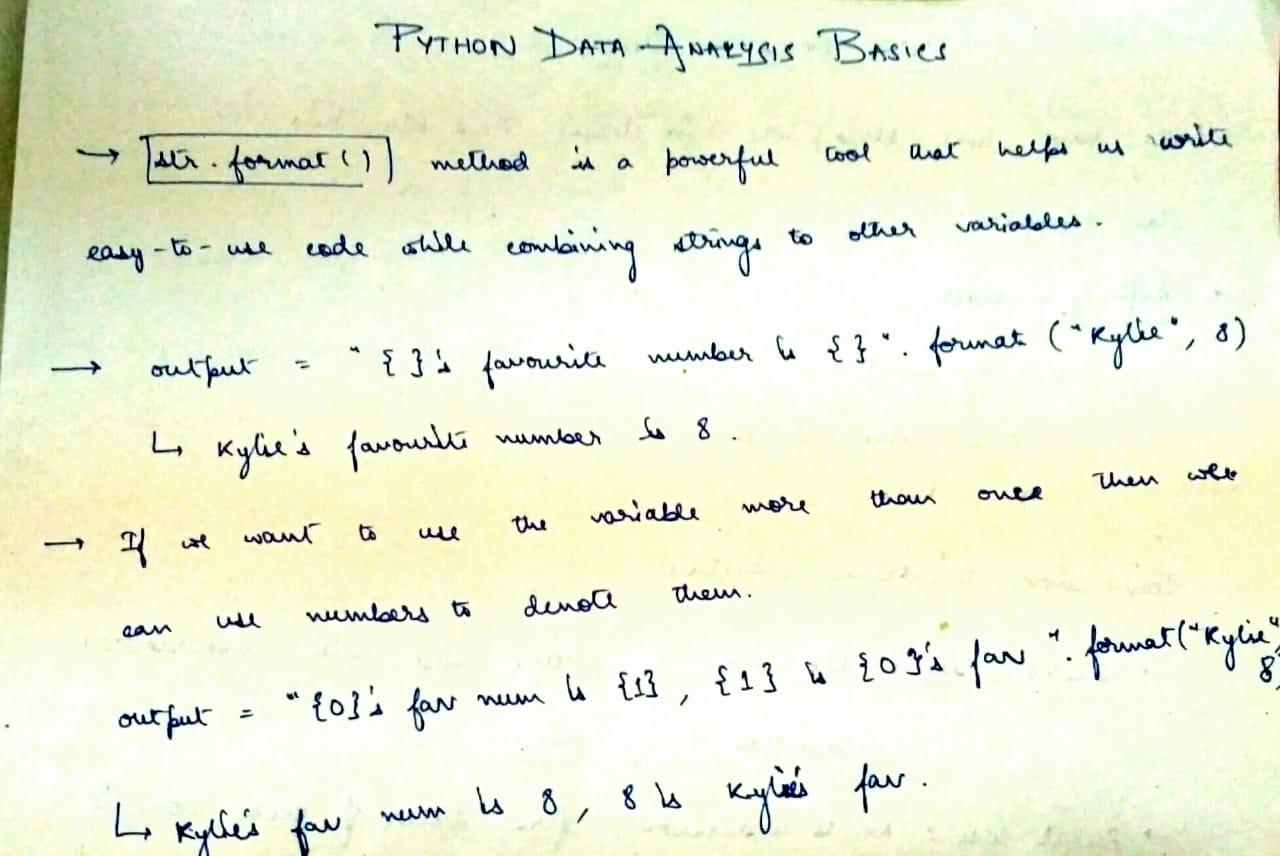 PYTHON DATA ANALYSIS BASICS
→ str.format() method is a powerful tool that helps us write
easy-to-use code while combining strings to other variables.
→ output = "{}'s favourite number is {}".format("Kylie", 8)
↳ Kylie's favourite number is 8.
→ If we want to use the variable more than once then we
can use numbers to denote them.
output = "{0}'s fav num is {1}, {1} is {0}'s fav".format("Kylie",
8)
↳ Kylie's fav num is 8, 8 is Kylie's fav.